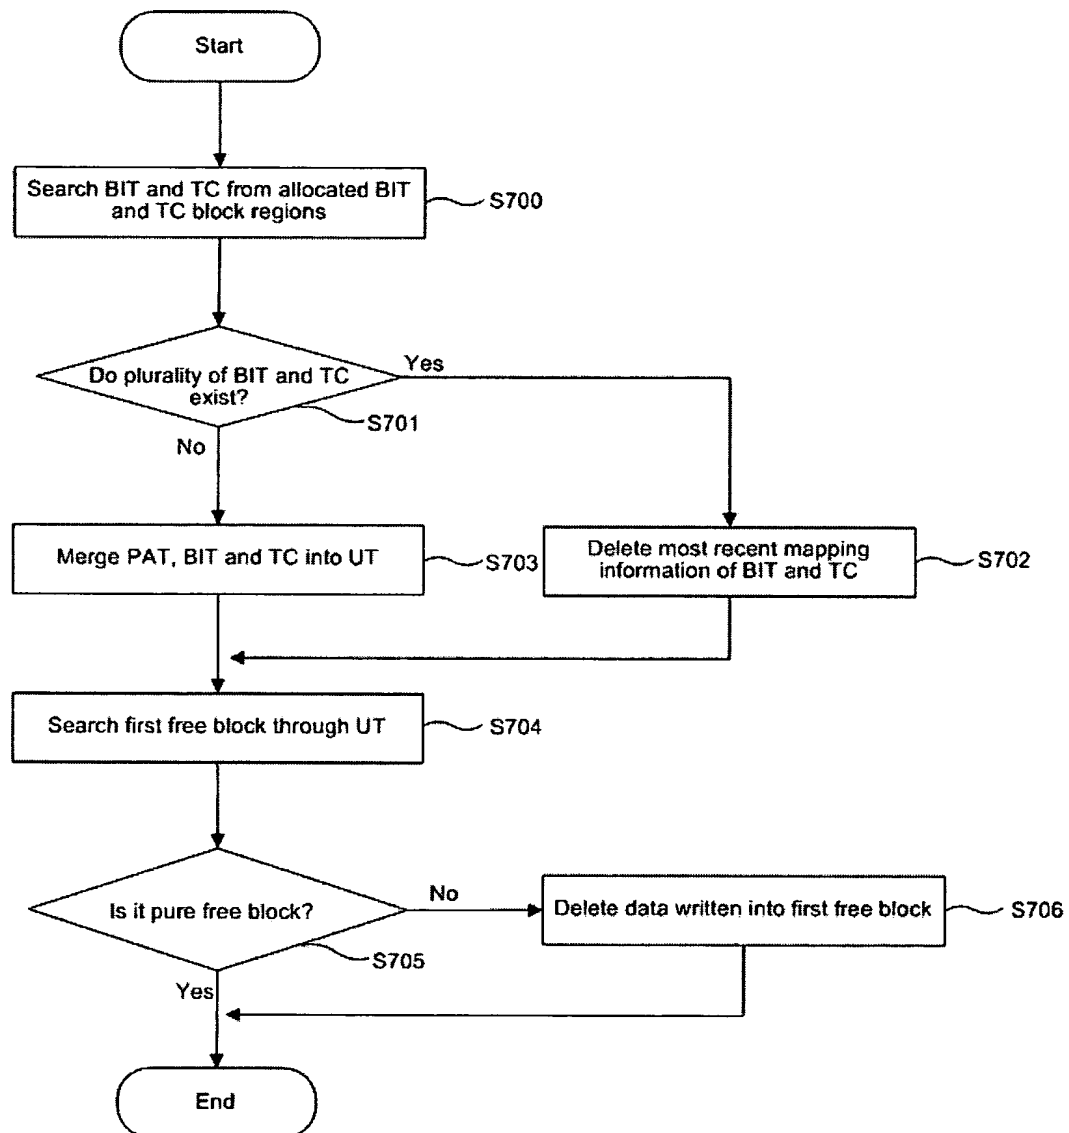 Start
Search BIT and TC from allocated BIT
and TC block regions
S700
Do plurality of BIT and TC
exist?
Yes
S701
No
Merge PAT, BIT and TC into UT
S703
Delete most recent mapping
information of BIT and TC
S702
Search first free block through UT
S704
Is it pure free block?
No
Delete data written into first free block
S706
S705
Yes
End